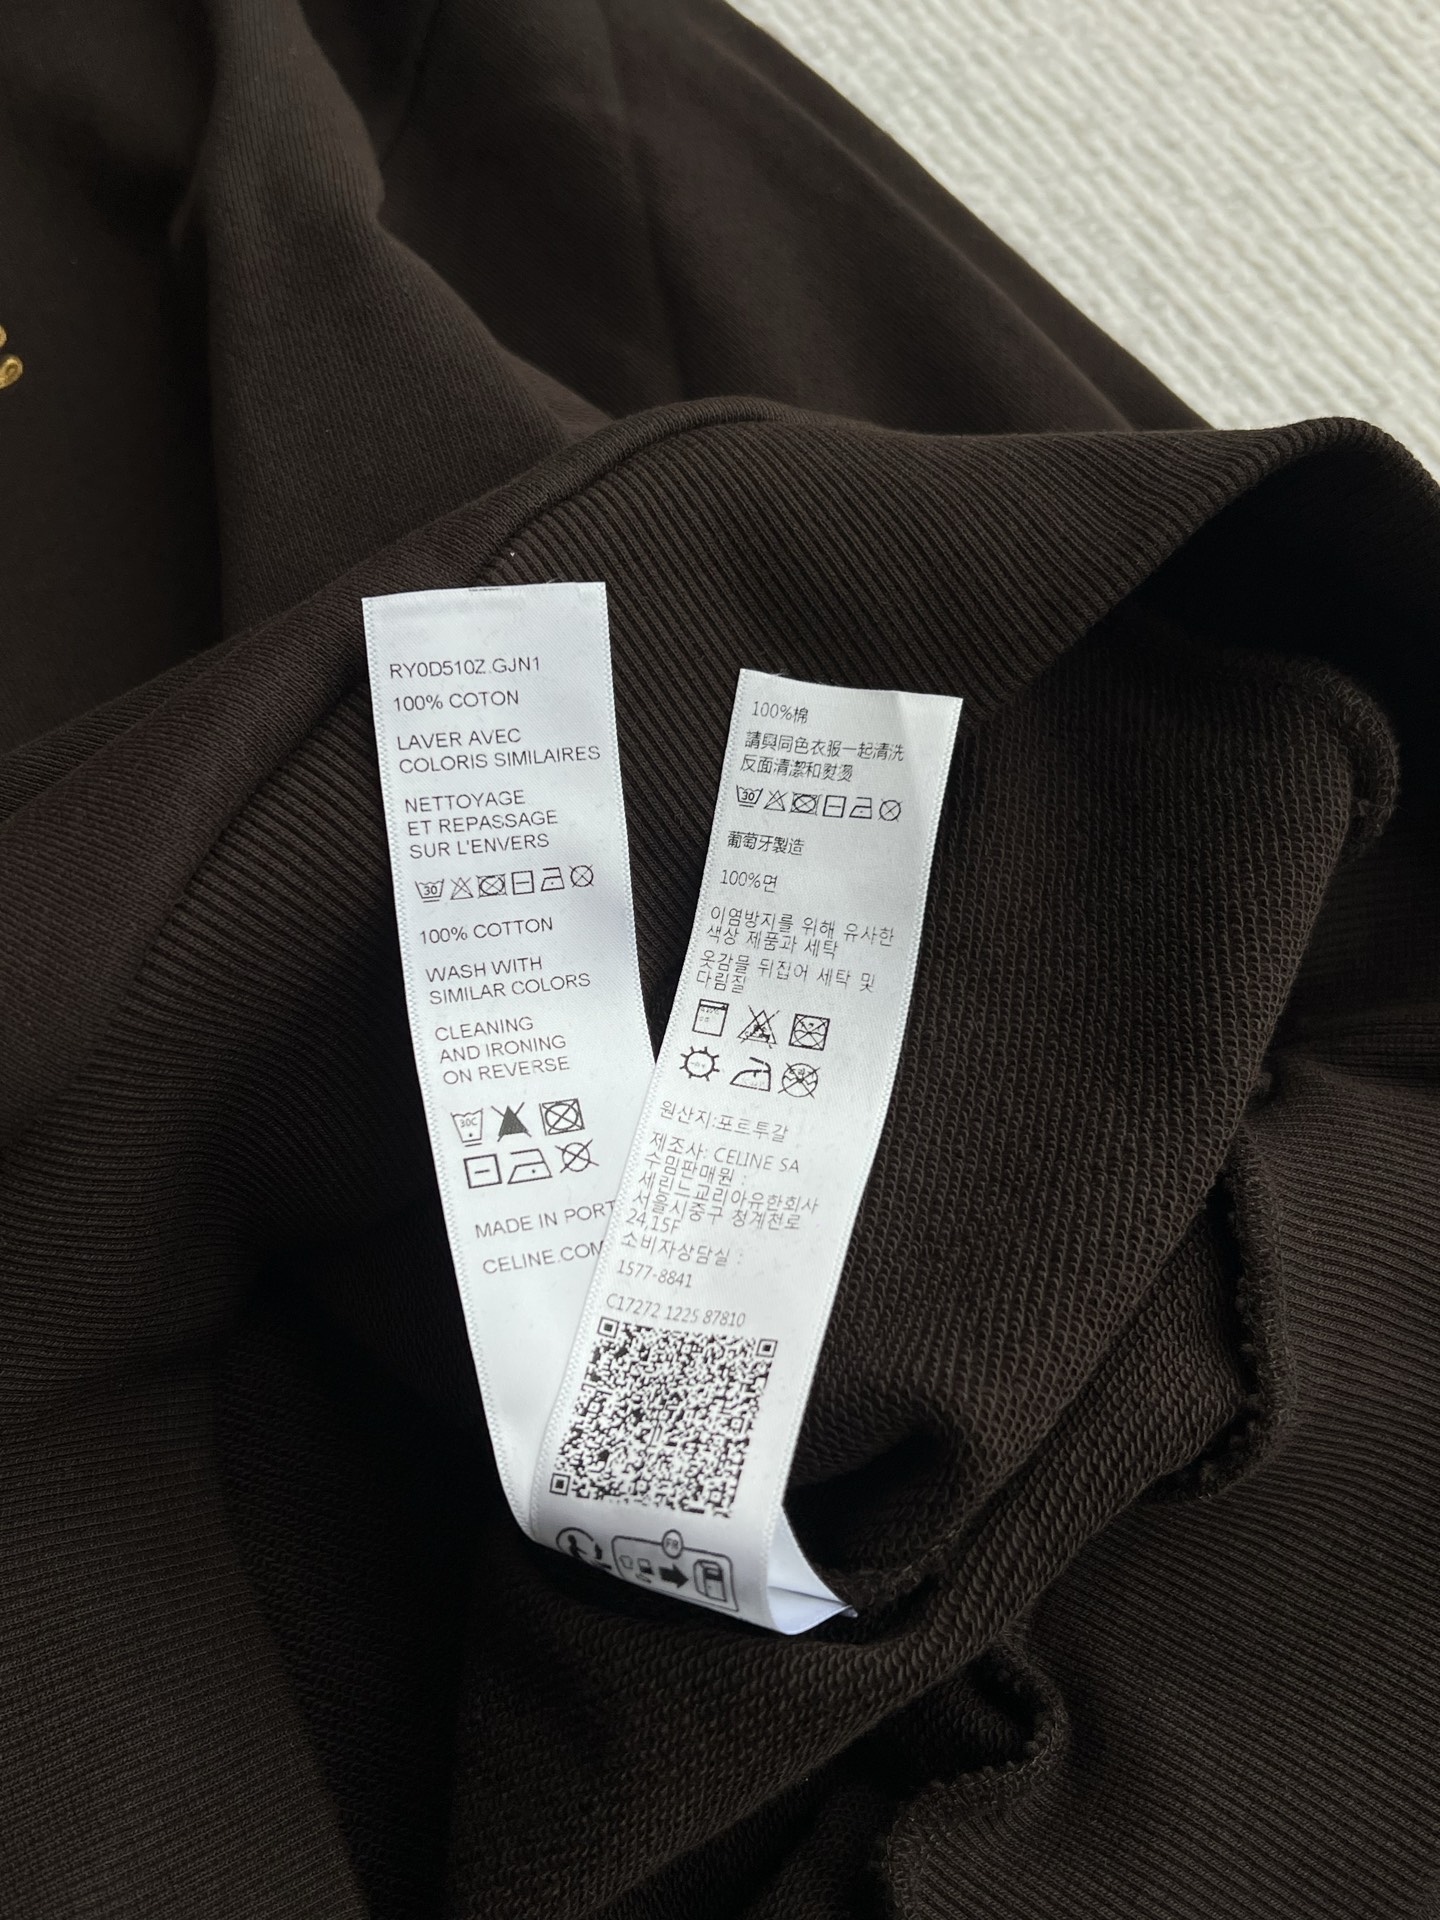 RY0D510Z.GJN1
100% COTON
LAVER AVEC
COLORIS SIMILAIRES
NETTOYAGE
ET REPASSAGE
SUR L'ENVERS
30
100% COTTON
WASH WITH
SIMILAR COLORS
CLEANING
AND IRONING
ON REVERSE
30C
MADE IN PORT
CELINE.COM
100%棉
請與同色衣服一起清洗
反面清潔和熨燙
30
葡萄牙製造
100%면
이염방지를 위해 유사한
색상 제품과 세탁
옷감을 뒤집어 세탁 및
다림질
원산지:포르투갈
제조사: CELINE SA
수밉판매원 :
세린느코리아유한회사
서울시중구 청계천로
24,15F
소비자상담실 :
1577-8841
C17272 1225 87810
FR